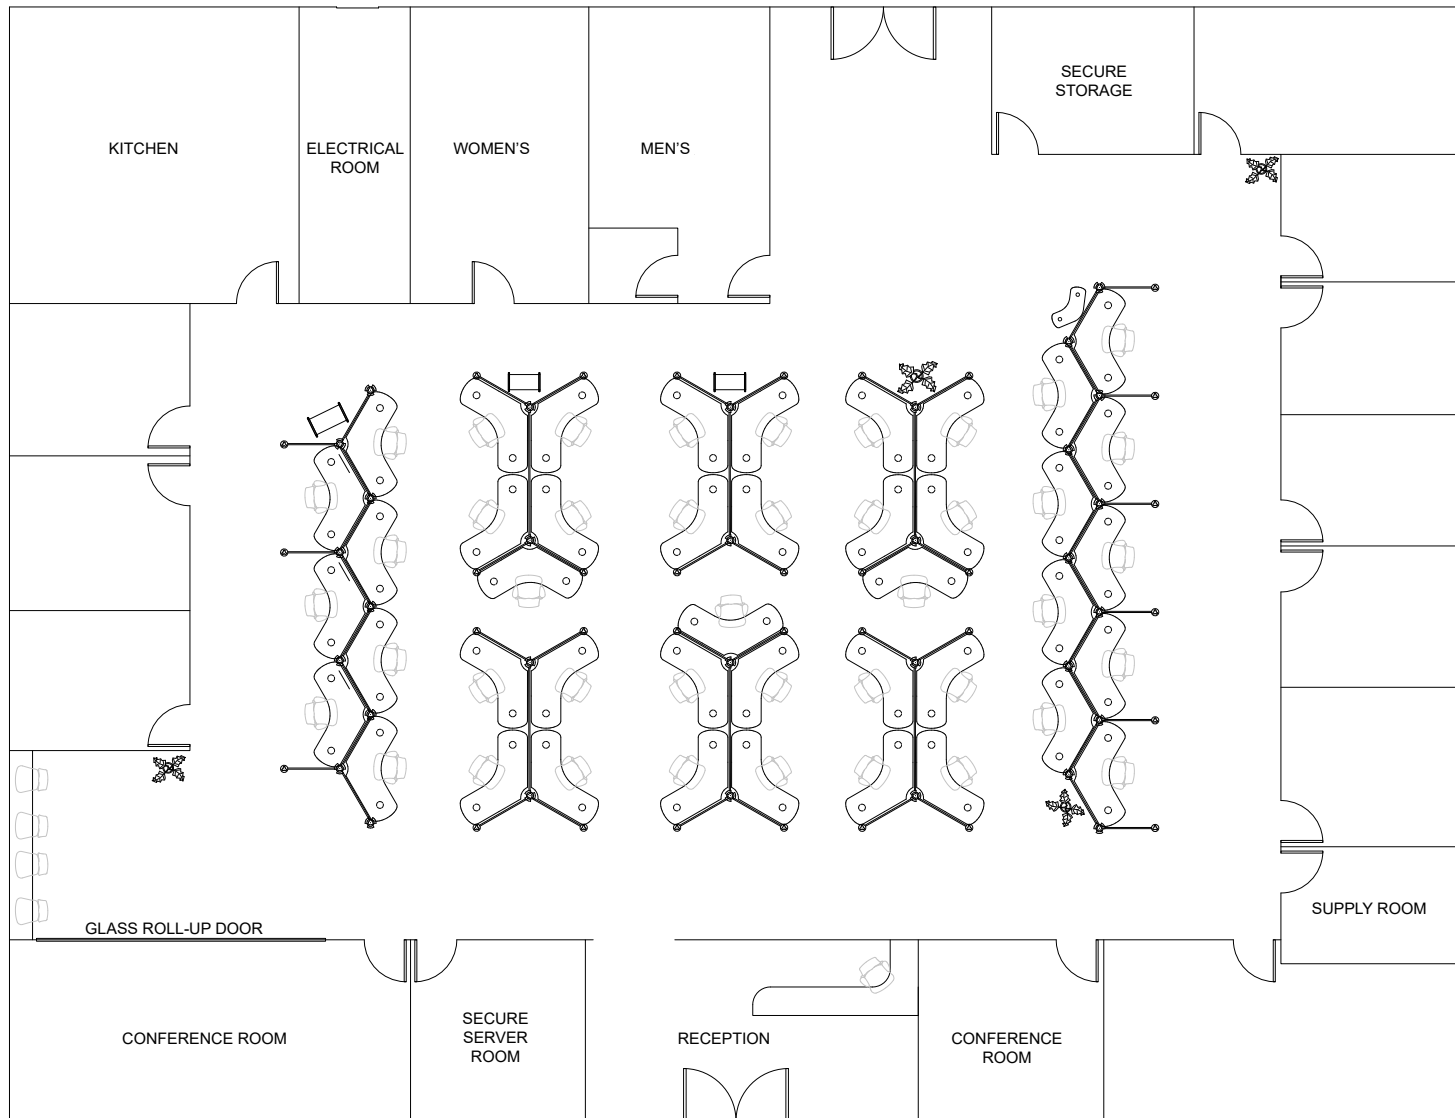 SECURE
STORAGE
KITCHEN
ELECTRICAL
ROOM
WOMEN'S
MEN'S
SUPPLY ROOM
GLASS ROLL-UP DOOR
CONFERENCE ROOM
SECURE
SERVER
ROOM
RECEPTION
CONFERENCE
ROOM